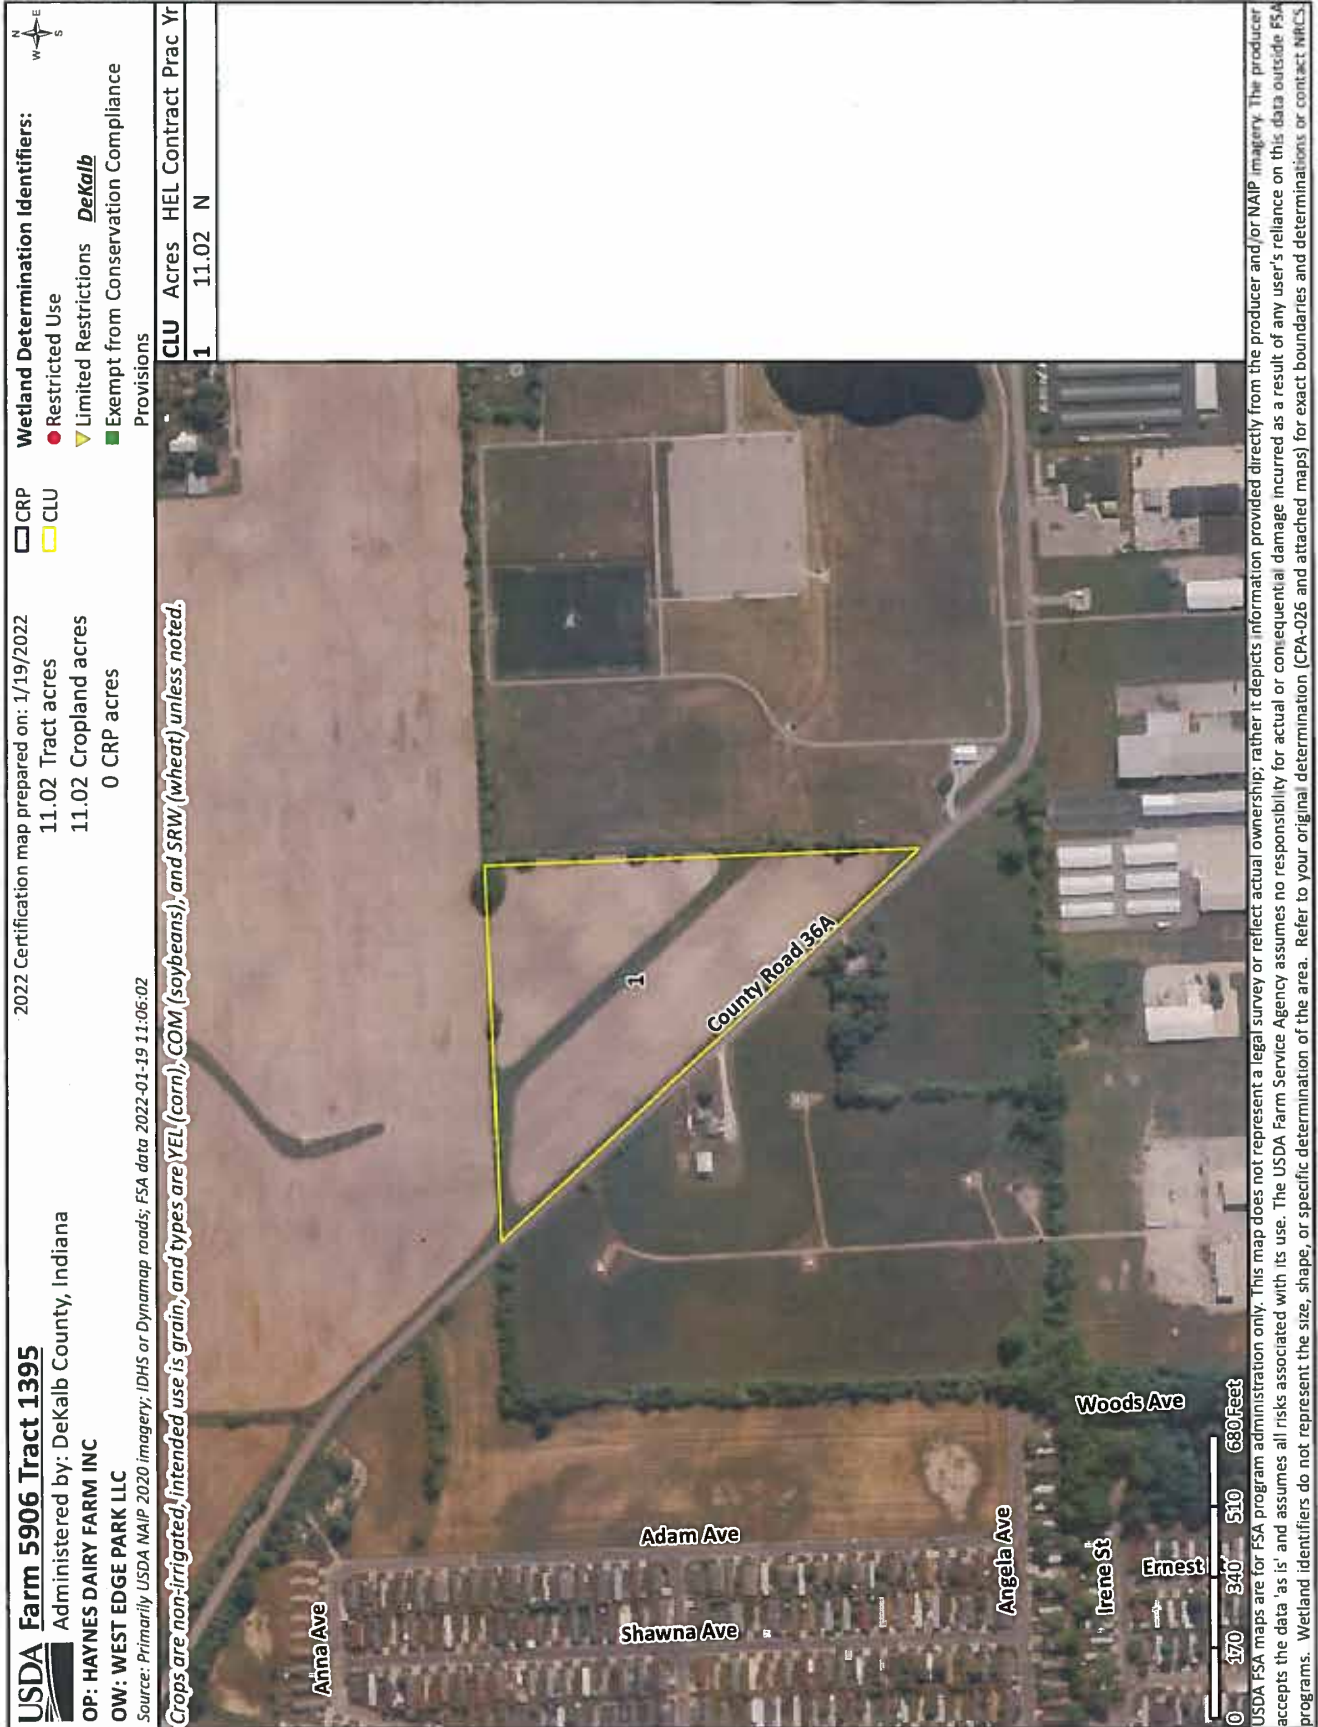 USDA Farm 5906 Tract 1395
Administered by: DeKalb County, Indiana
OP: HAYNES DAIRY FARM INC
OW: WEST EDGE PARK LLC
Source: Primarily USDA NAIP 2020 imagery; IDHS or Dynamap roads; FSA data 2022-01-19 11:06:02
2022 Certification map prepared on: 1/19/2022
11.02 Tract acres
11.02 Cropland acres
0 CRP acres
CRP
CLU
Wetland Determination Identifiers:
Restricted Use
Limited Restrictions DeKalb
Exempt from Conservation Compliance
Provisions
N
W E
S
Crops are non-irrigated, intended use is grain, and types are YEL (corn), COM (soybeans), and SRW (wheat) unless noted.
CLU Acres HEL Contract Prac Yr
1 11.02 N
1
County Road 36A
Anna Ave
Adam Ave
Shawna Ave
Angela Ave
Irene St
Ernest
Woods Ave
0 170 340 510 680 Feet
USDA FSA maps are for FSA program administration only. This map does not represent a legal survey or reflect actual ownership; rather it depicts information provided directly from the producer and/or NAIP imagery. The producer
accepts the data 'as is' and assumes all risks associated with its use. The USDA Farm Service Agency assumes no responsibility for actual or consequential damage incurred as a result of any user's reliance on this data outside FSA
programs. Wetland identifiers do not represent the size, shape, or specific determination of the area. Refer to your original determination (CPA-026 and attached maps) for exact boundaries and determinations or contact NRCS.